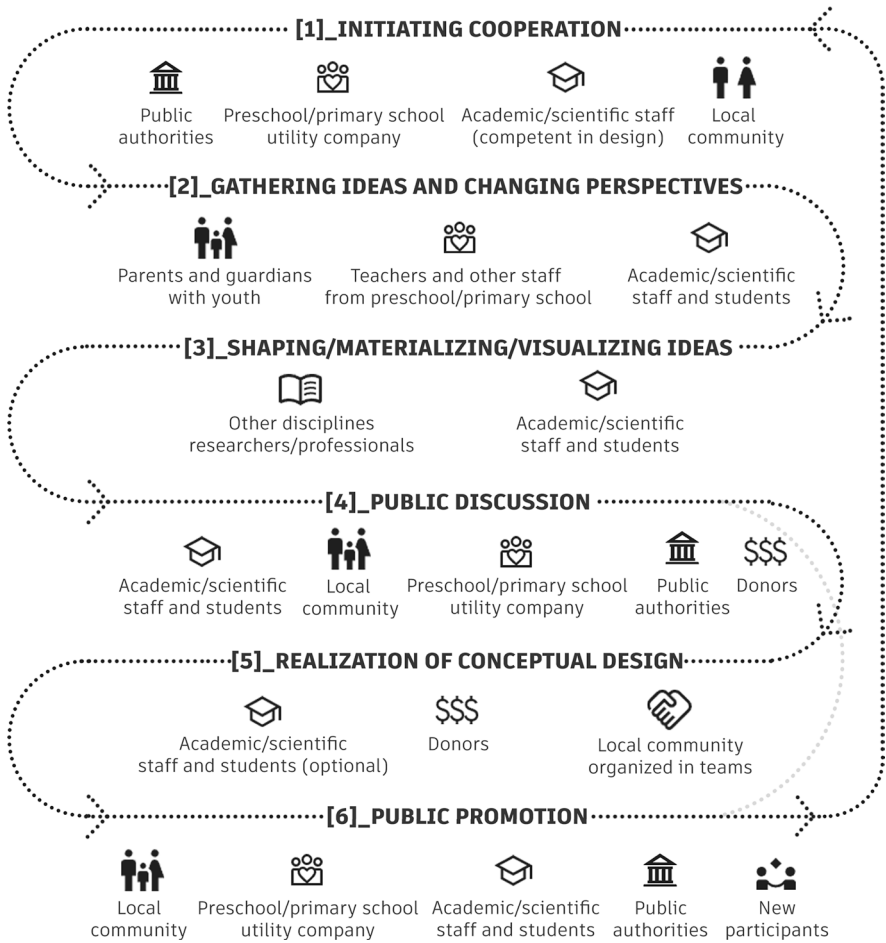 [1]_INITIATING COOPERATION
Public
authorities
Preschool/primary school
utility company
Academic/scientific staff
(competent in design)
Local
community
[2]_GATHERING IDEAS AND CHANGING PERSPECTIVES
Parents and guardians
with youth
Teachers and other staff
from preschool/primary school
Academic/scientific
staff and students
[3]_SHAPING/MATERIALIZING/VISUALIZING IDEAS
Other disciplines
researchers/professionals
Academic/scientific
staff and students
[4]_PUBLIC DISCUSSION
$$$
Academic/scientific
staff and students
Local
community
Preschool/primary school
utility company
Public
authorities
Donors
[5]_REALIZATION OF CONCEPTUAL DESIGN
$$$
Academic/scientific
staff and students (optional)
Donors
Local community
organized in teams
[6]_PUBLIC PROMOTION
Local
community
Preschool/primary school
utility company
Academic/scientific
staff and students
Public
authorities
New
participants